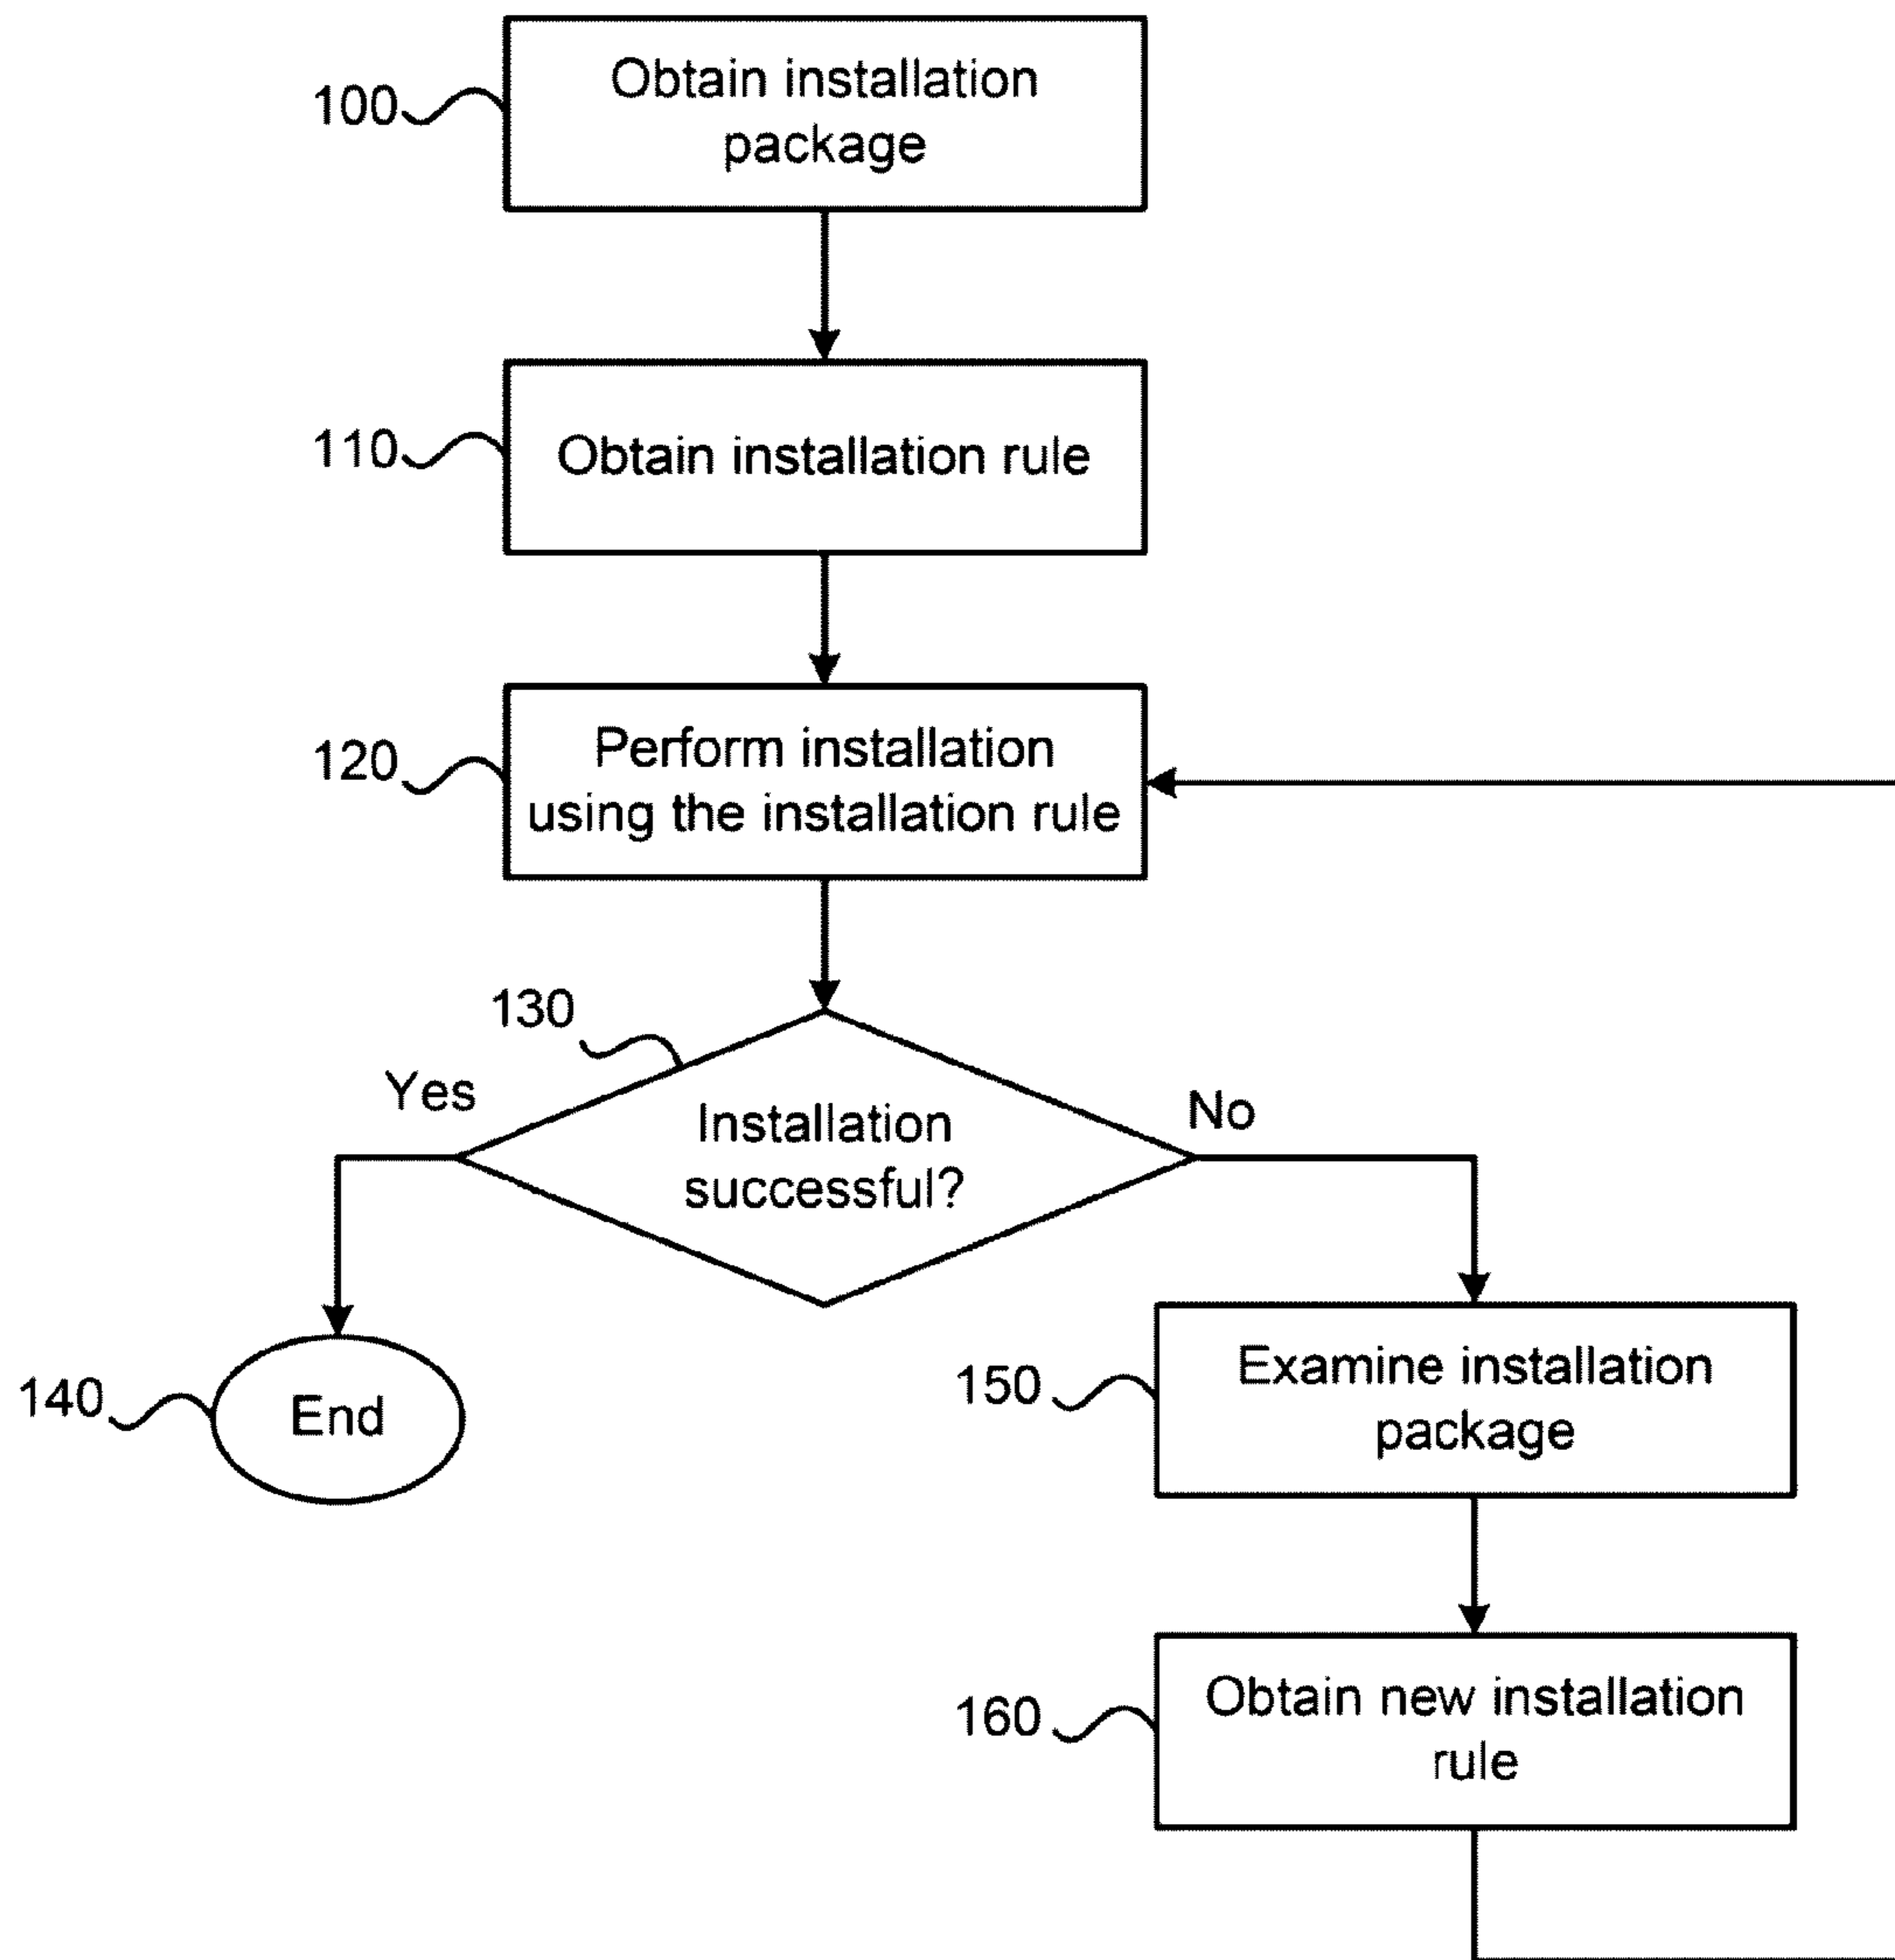 100
Obtain installation
package
110
Obtain installation rule
120
Perform installation
using the installation rule
130
Yes
Installation
successful?
No
140
End
150
Examine installation
package
160
Obtain new installation
rule